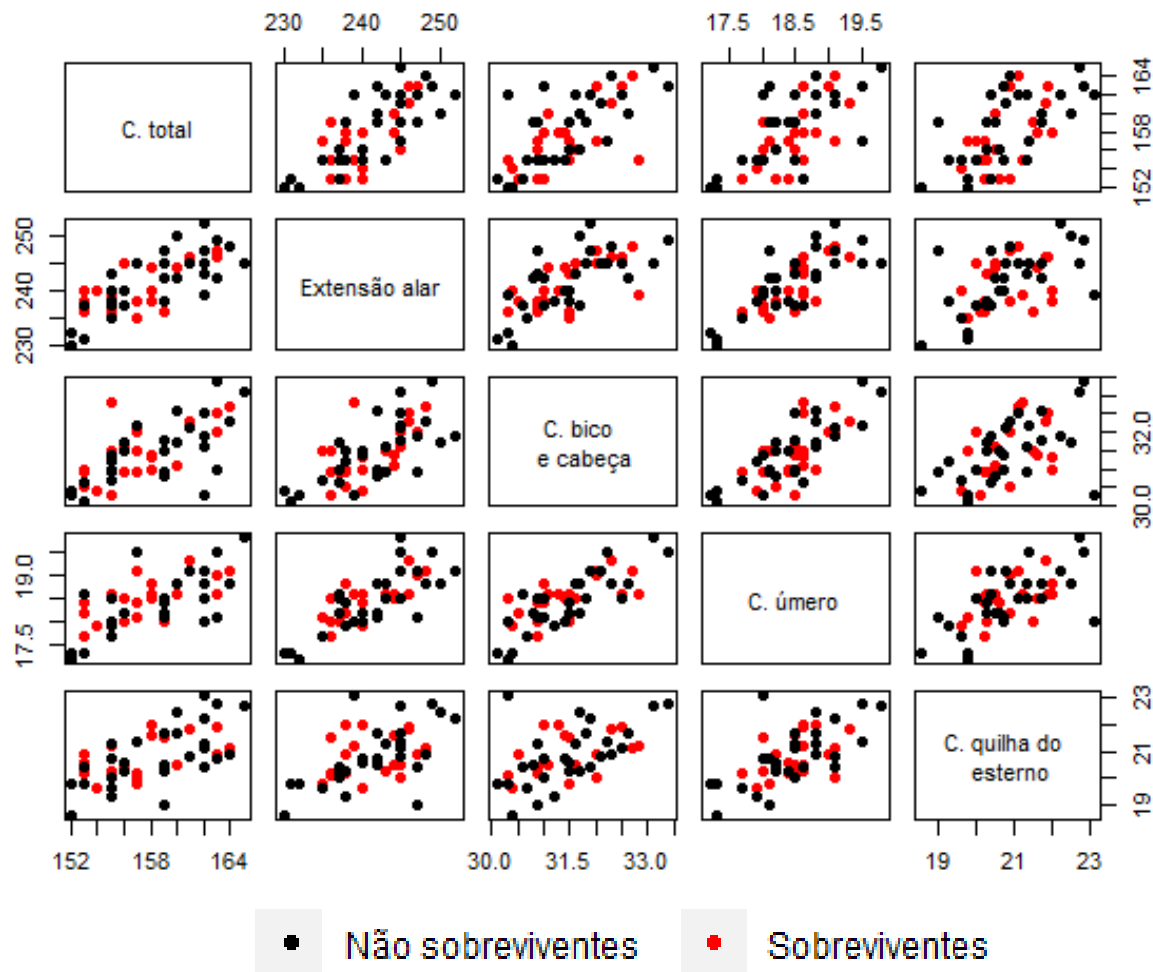 230 240 250 17.5 18.5 19.5
C. total
152 158 164
230 240 250
Extensão alar
C. bico
e cabeça
30.0 32.0
17.5 19.0
C. úmero
C. quilha do
esterno
19 21 23
152 158 164 30.0 31.5 33.0 19 21 23
Não sobreviventes Sobreviventes